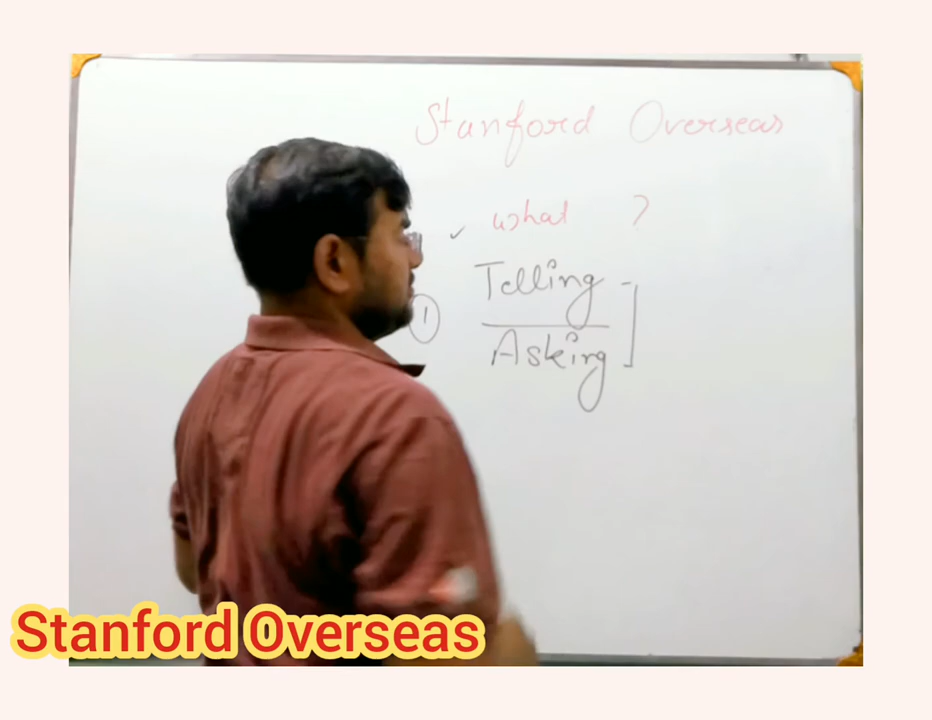 Stanford Overseas
✓ what ?
Telling
①
Asking
Stanford Overseas